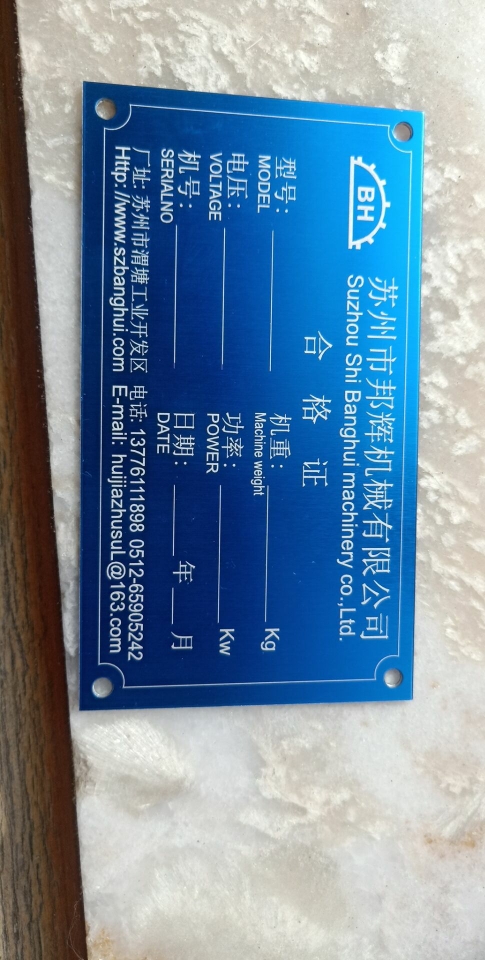 BH
苏州市邦辉机械有限公司
Suzhou Shi Banghui machinery co.,Ltd.
合格证
型号：
MODEL
机重：
Machine weight
Kg
电压：
VOLTAGE
功率：
POWER
Kw
机号：
SERIALNO
日期：
DATE
年 月
厂址: 苏州市渭塘工业开发区 电话: 13776111898 0512-65905242
Http: //www.szbanghui.com E-mail: huijiazhusuL@163.com